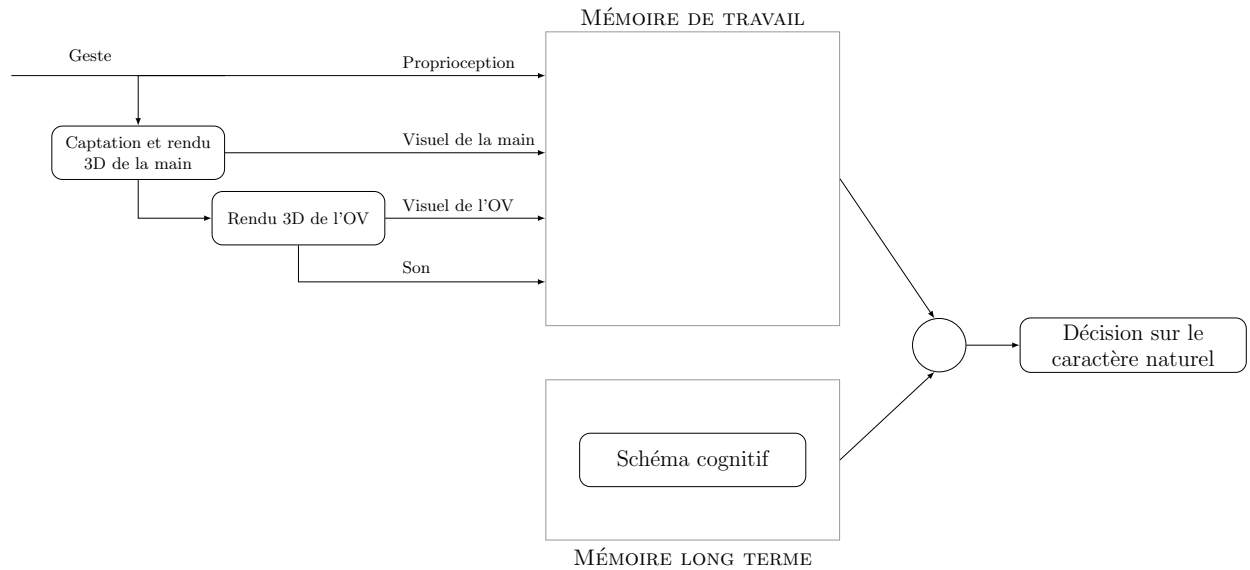 MÉMOIRE DE TRAVAIL
Geste
Proprioception
Captation et rendu
3D de la main
Visuel de la main
Rendu 3D de l'OV
Visuel de l'OV
Son
Décision sur le
caractère naturel
Schéma cognitif
MÉMOIRE LONG TERME